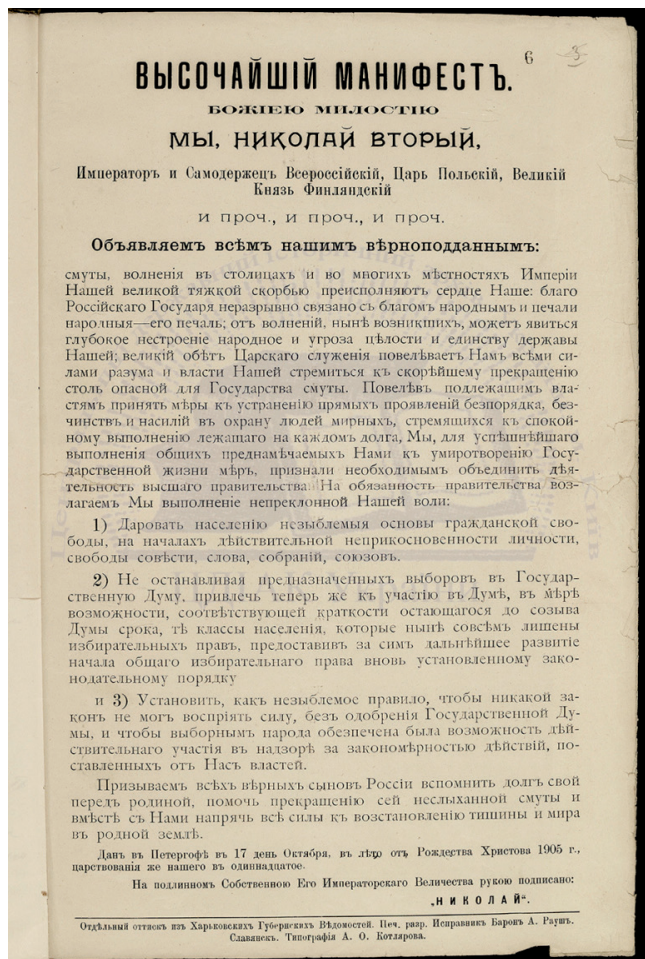 6 3
ВЫСОЧАЙШІЙ МАНИФЕСТЪ.
БОЖІЕЮ МИЛОСТІЮ
МЫ, НИКОЛАЙ ВТОРЫЙ,
Императоръ и Самодержецъ Всероссійскій, Царь Польскій, Великій
Князь Финляндскій
и проч., и проч., и проч.
Объявляемъ всѣмъ нашимъ вѣрноподданнымъ:
смуты, волненія въ столицахъ и во многихъ мѣстностяхъ Имперіи
Нашей великой тяжкой скорбью преисполняютъ сердце Наше: благо
Россійскаго Государя неразрывно связано съ благомъ народнымъ и печали
народныя—его печаль; отъ волненій, нынѣ возникшихъ, можетъ явиться
глубокое нестроеніе народное и угроза цѣлости и единству державы
Нашей; великій обѣтъ Царскаго служенія повелѣваетъ Намъ всѣми си-
лами разума и власти Нашей стремиться къ скорѣйшему прекращенію
столь опасной для Государства смуты. Повелѣвъ подлежащимъ вла-
стямъ принять мѣры къ устраненію прямыхъ проявленій безпорядка, без-
чинствъ и насилій въ охрану людей мирныхъ, стремящихся къ спокой-
ному выполненію лежащаго на каждомъ долга, Мы, для успѣшнѣйшаго
выполненія общихъ преднамѣчаемыхъ Нами къ умиротворенію Госу-
дарственной жизни мѣръ, признали необходимымъ объединить дѣя-
тельность высшаго правительства. На обязанность правительства воз-
лагаемъ Мы выполненіе непреклонной Нашей воли:
1) Даровать населенію незыблемыя основы гражданской сво-
боды, на началахъ дѣйствительной неприкосновенности личности,
свободы совѣсти, слова, собраній, союзовъ.
2) Не останавливая предназначенныхъ выборовъ въ Государ-
ственную Думу, привлечь теперь же къ участію въ Думѣ, въ мѣрѣ
возможности, соотвѣтствующей краткости остающагося до созыва
Думы срока, тѣ классы населенія, которые нынѣ совсѣмъ лишены
избирательныхъ правъ, предоставивъ за симъ дальнѣйшее развитіе
начала общаго избирательнаго права вновь установленному зако-
нодательному порядку
и 3) Установить, какъ незыблемое правило, чтобы никакой за-
конъ не могъ воспріять силу, безъ одобренія Государственной Ду-
мы, и чтобы выборнымъ народа обезпечена была возможность дѣй-
ствительнаго участія въ надзорѣ за закономѣрностью дѣйствій, по-
ставленныхъ отъ Насъ властей.
Призываемъ всѣхъ вѣрныхъ сыновъ Россіи вспомнить долгъ свой
передъ родиной, помочь прекращенію сей неслыханной смуты и
вмѣстѣ съ Нами напрячь всѣ силы къ возстановленію тишины и мира
въ родной землѣ.
Данъ въ Петергофѣ въ 17 день Октября, въ лѣто отъ Рождества Христова 1905 г.,
царствованія же нашего въ одиннадцатое.
На подлинномъ Собственною Его Императорскаго Величества рукою подписано:
„НИКОЛАЙ“.
Отдѣльный оттискъ изъ Харьковскихъ Губернскихъ Вѣдомостей. Печ. разр. Исправникъ Баронъ А. Раушъ.
Славянскъ. Типографія А. О. Котлярова.